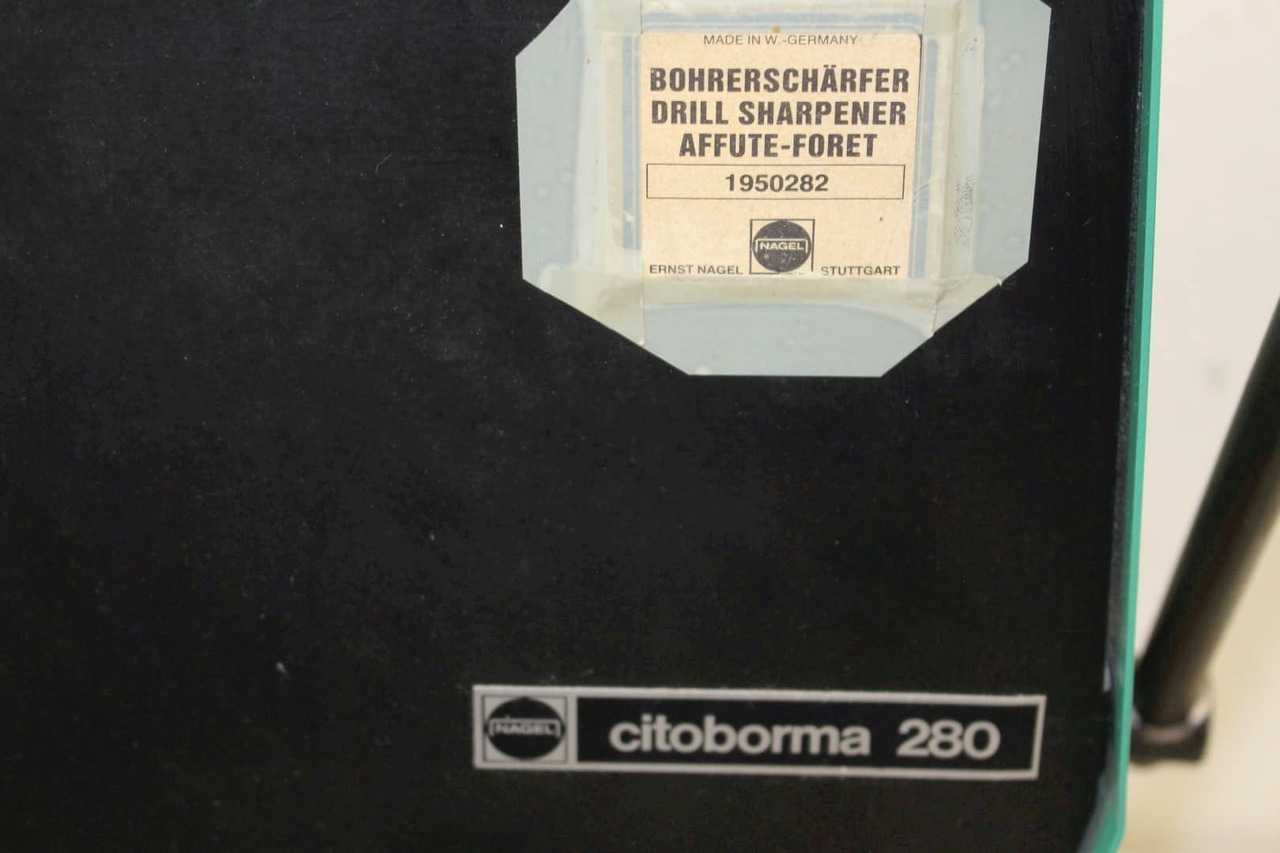 MADE IN W.-GERMANY
BOHRERSCHÄRFER
DRILL SHARPENER
AFFUTE-FORET
1950282
NAGEL
ERNST NAGEL STUTTGART
NAGEL citoborma 280